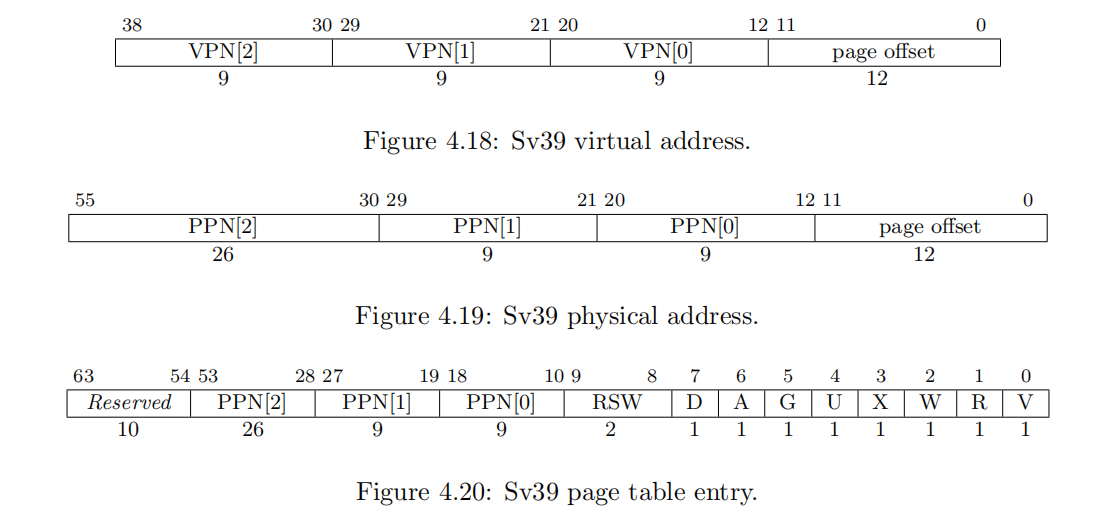 38 30 29 21 20 12 11 0
VPN[2] VPN[1] VPN[0] page offset
9 9 9 12
Figure 4.18: Sv39 virtual address.
55 30 29 21 20 12 11 0
PPN[2] PPN[1] PPN[0] page offset
26 9 9 12
Figure 4.19: Sv39 physical address.
63 54 53 28 27 19 18 10 9 8 7 6 5 4 3 2 1 0
Reserved PPN[2] PPN[1] PPN[0] RSW D A G U X W R V
10 26 9 9 2 1 1 1 1 1 1 1 1
Figure 4.20: Sv39 page table entry.